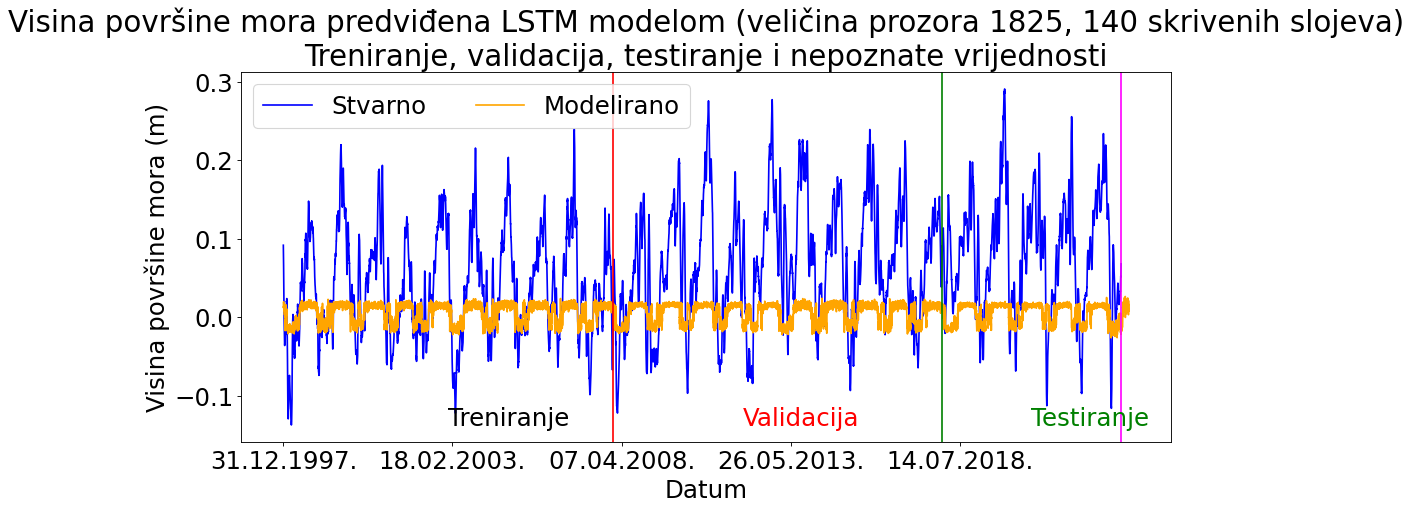 Visina površine mora predviđena LSTM modelom (veličina prozora 1825, 140 skrivenih slojeva)
Treniranje, validacija, testiranje i nepoznate vrijednosti
Stvarno Modelirano
Visina površine mora (m)
0.3
0.2
0.1
0.0
−0.1
Treniranje Validacija Testiranje
31.12.1997. 18.02.2003. 07.04.2008. 26.05.2013. 14.07.2018.
Datum